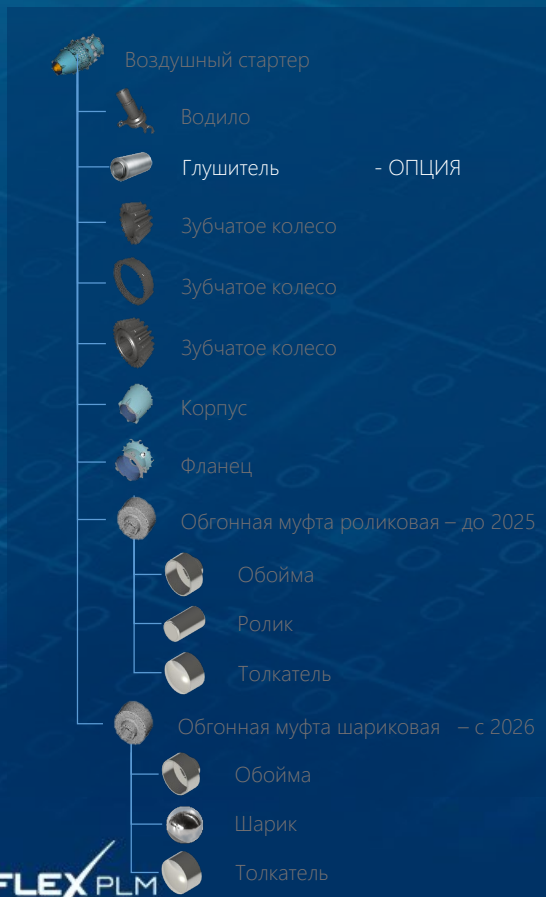 Воздушный стартер
Водило
Глушитель - ОПЦИЯ
Зубчатое колесо
Зубчатое колесо
Зубчатое колесо
Корпус
Фланец
Обгонная муфта роликовая – до 2025
Обойма
Ролик
Толкатель
Обгонная муфта шариковая – с 2026
Обойма
Шарик
Толкатель
FLEX PLM